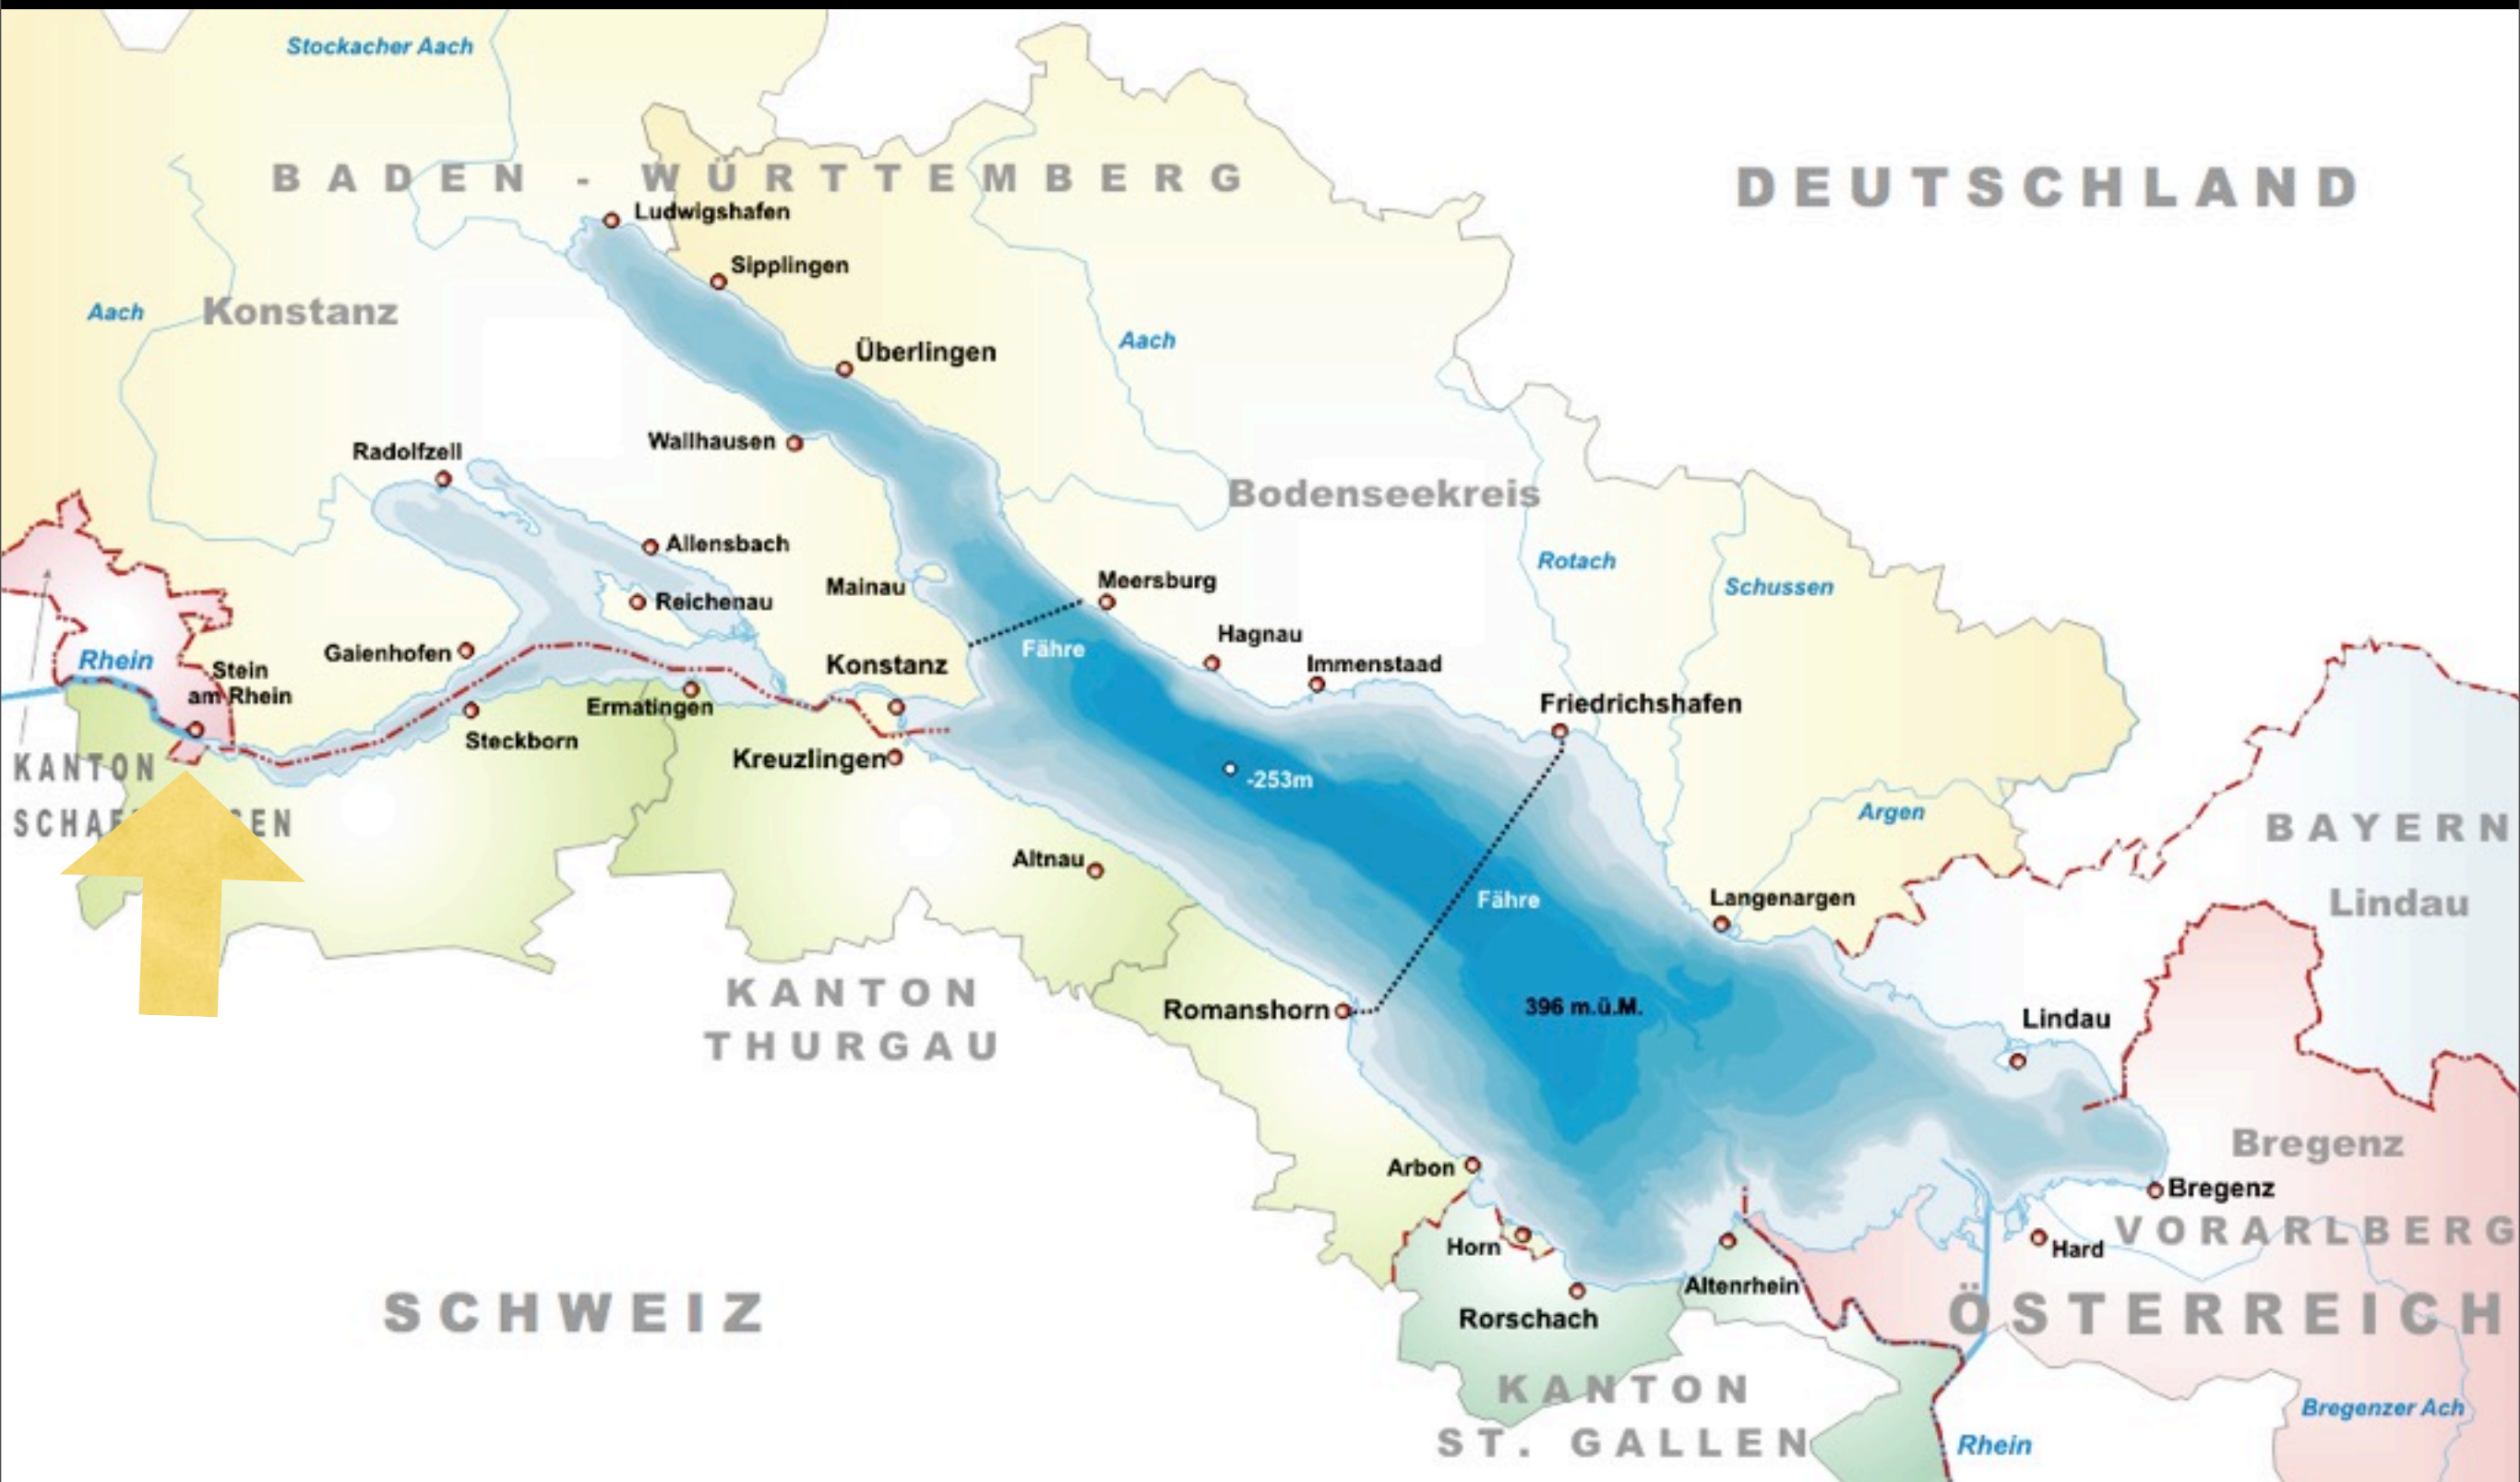 Stockacher Aach
BADEN - WÜRTTEMBERG
DEUTSCHLAND
Ludwigshafen
Sipplingen
Aach
Konstanz
Aach
Überlingen
Wallhausen
Radolfzell
Bodenseekreis
Allensbach
Rotach
Mainau
Meersburg
Schussen
Reichenau
Hagnau
Fähre
Gaienhofen
Rhein
Stein
am Rhein
Konstanz
Immenstaad
Ermatingen
Friedrichshafen
Steckborn
Kreuzlingen
KANTON
-253m
Argen
BAYERN
Altnau
Fähre
Langenargen
Lindau
KANTON
THURGAU
Romanshorn
396 m.ü.M.
Lindau
Bregenz
Arbon
Bregenz
VORARLBERG
Horn
Hard
Altenrhein
SCHWEIZ
Rorschach
ÖSTERREICH
KANTON
ST. GALLEN
Bregenzer Ach
Rhein